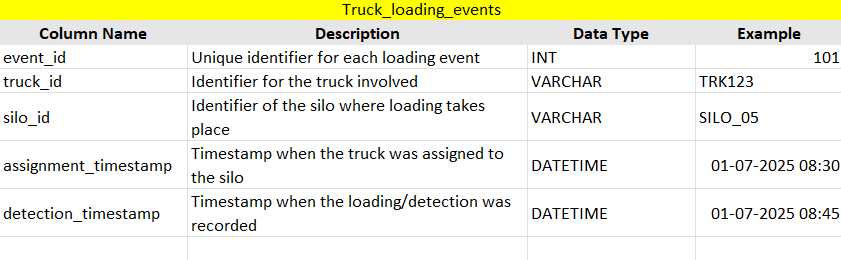 Truck_loading_events
Column Name Description Data Type Example
event_id Unique identifier for each loading event INT 101
truck_id Identifier for the truck involved VARCHAR TRK123
silo_id Identifier of the silo where loading takes place VARCHAR SILO_05
assignment_timestamp Timestamp when the truck was assigned to the silo DATETIME 01-07-2025 08:30
detection_timestamp Timestamp when the loading/detection was recorded DATETIME 01-07-2025 08:45